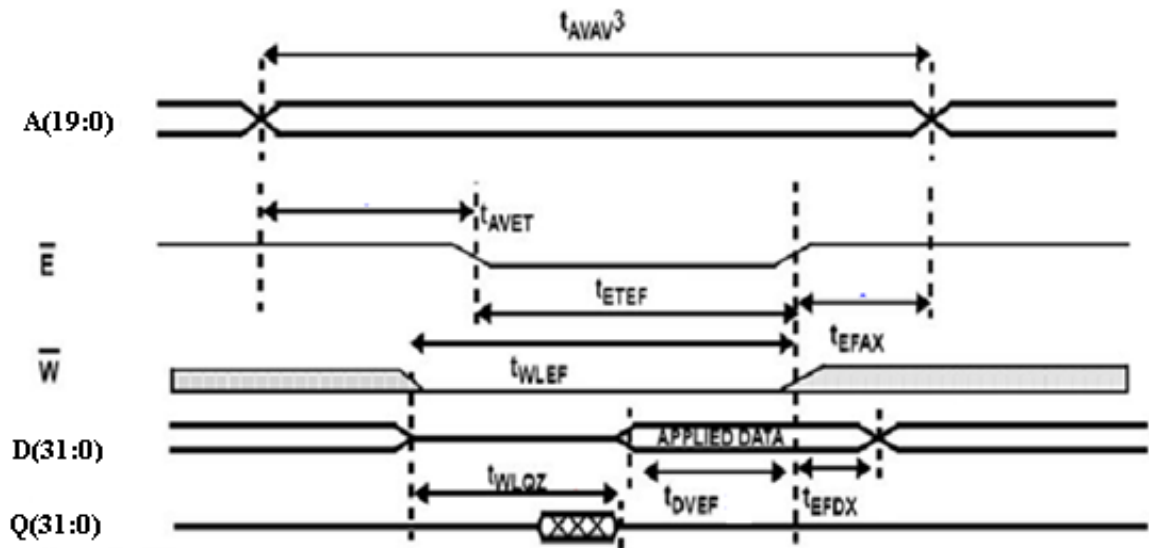 tAVAV3
A(19:0)
tAVET
E
tETEF
tEFAX
W
tWLEF
D(31:0)
APPLIED DATA
tWLQZ
tDVEF
tEFDX
Q(31:0)